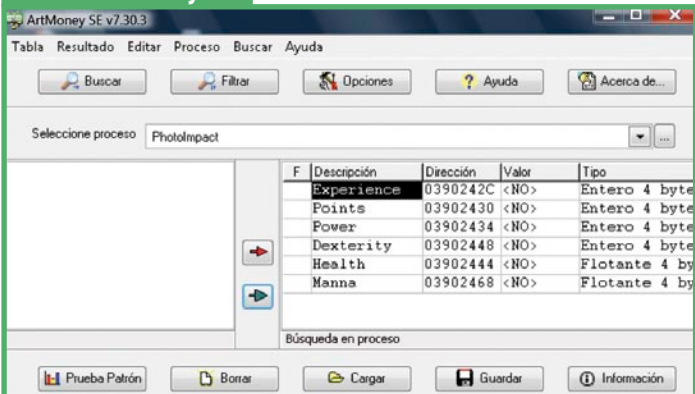 ArtMoney SE v7.30.3
Tabla Resultado Editar Proceso Buscar Ayuda
Buscar Filtrar Opciones ? Ayuda Acerca de...
Seleccione proceso PhotoImpact ...
F Descripción Dirección Valor Tipo
Experience 0390242C <NO> Entero 4 byte
Points 03902430 <NO> Entero 4 byte
Power 03902434 <NO> Entero 4 byte
Dexterity 03902448 <NO> Entero 4 byte
Health 03902444 <NO> Flotante 4 by
Manna 03902468 <NO> Flotante 4 by
Búsqueda en proceso
Prueba Patrón Borrar Cargar Guardar Información